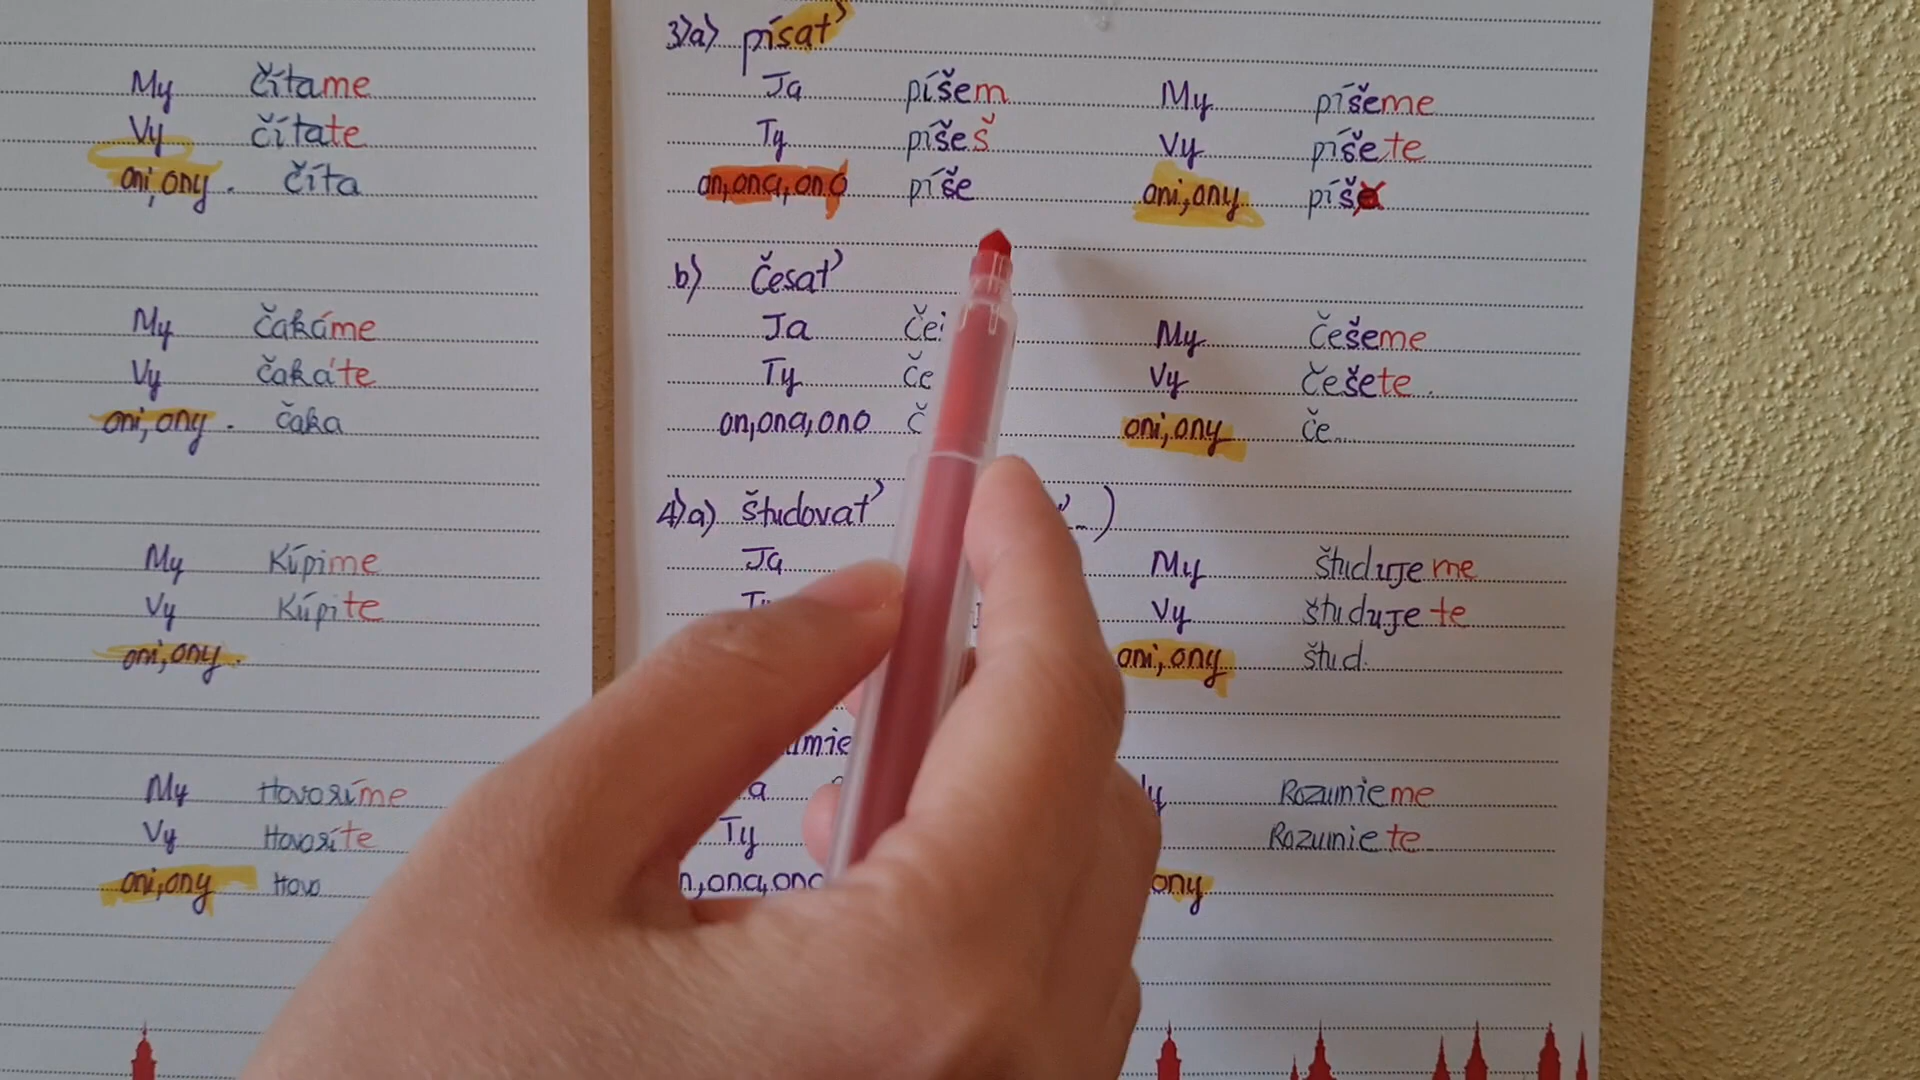 My čítame
Vy čítate
oni, ony. číta
My čakáme
Vy čakáte
oni, ony. čaka
My Kúpime
Vy Kúpite
oni, ony.
My Hovoríme
Vy Hovoríte
oni, ony Hovo
3)a) písať
Ja píšem My píšeme
Ty píšeš Vy píšete
on, ona, ono píše oni, ony píš
b) Česať
Ja My Češeme
Ty Če Vy Češete.
on, ona, ono Č oni, ony če
4)a) študovať )
Ja My študujeme
Vy študujete
oni, ony štud
Rozumieme
Ty Rozumiete
ony